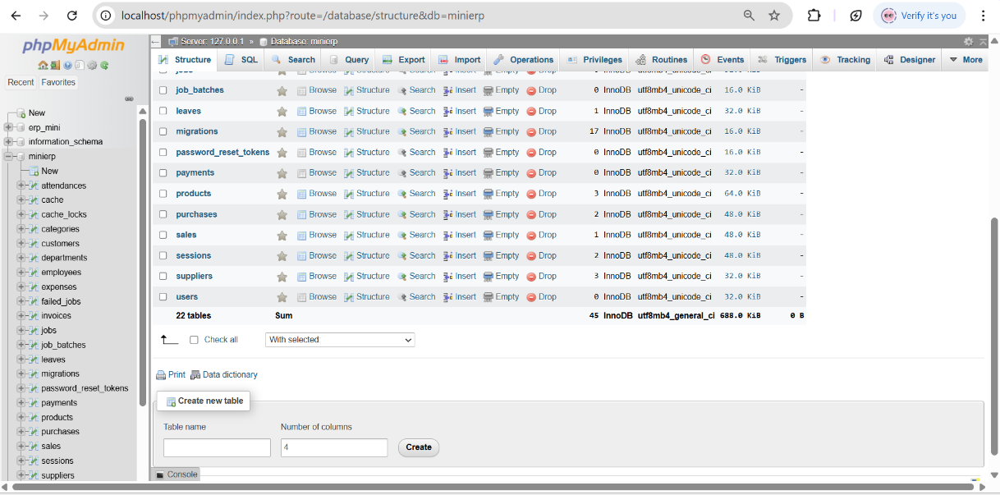 localhost/phpmyadmin/index.php?route=/database/structure&db=minierp
Verify it's you
phpMyAdmin
Recent Favorites
New
erp_mini
information_schema
minierp
New
attendances
cache
cache_locks
categories
customers
departments
employees
expenses
failed_jobs
invoices
jobs
job_batches
leaves
migrations
password_reset_tokens
payments
products
purchases
sales
sessions
suppliers
Server: 127.0.0.1 » Database: minierp
Structure SQL Search Query Export Import Operations Privileges Routines Events Triggers Tracking Designer More
job_batches Browse Structure Search Insert Empty Drop 0 InnoDB utf8mb4_unicode_ci 16.0 KiB -
leaves Browse Structure Search Insert Empty Drop 1 InnoDB utf8mb4_unicode_ci 32.0 KiB -
migrations Browse Structure Search Insert Empty Drop 17 InnoDB utf8mb4_unicode_ci 16.0 KiB -
password_reset_tokens Browse Structure Search Insert Empty Drop 0 InnoDB utf8mb4_unicode_ci 16.0 KiB -
payments Browse Structure Search Insert Empty Drop 0 InnoDB utf8mb4_unicode_ci 32.0 KiB -
products Browse Structure Search Insert Empty Drop 3 InnoDB utf8mb4_unicode_ci 64.0 KiB -
purchases Browse Structure Search Insert Empty Drop 2 InnoDB utf8mb4_unicode_ci 48.0 KiB -
sales Browse Structure Search Insert Empty Drop 1 InnoDB utf8mb4_unicode_ci 48.0 KiB -
sessions Browse Structure Search Insert Empty Drop 2 InnoDB utf8mb4_unicode_ci 48.0 KiB -
suppliers Browse Structure Search Insert Empty Drop 3 InnoDB utf8mb4_unicode_ci 32.0 KiB -
users Browse Structure Search Insert Empty Drop 0 InnoDB utf8mb4_unicode_ci 32.0 KiB -
22 tables Sum 45 InnoDB utf8mb4_general_ci 688.0 KiB 0 B
Check all With selected:
Print Data dictionary
Create new table
Table name Number of columns
4 Create
Console